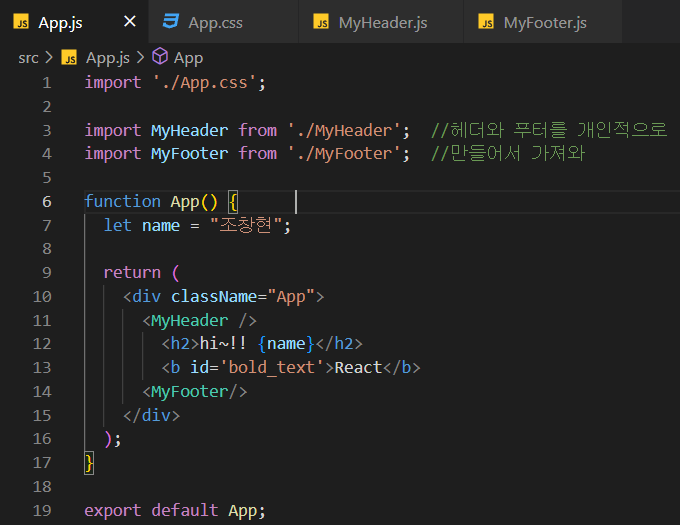 JS App.js × App.css JS MyHeader.js JS MyFooter.js
src > JS App.js > App
1 import './App.css';
2
3 import MyHeader from './MyHeader';  //헤더와 푸터를 개인적으로
4 import MyFooter from './MyFooter';  //만들어서 가져와
5
6 function App() {
7   let name = "조창현";
8
9   return (
10     <div className="App">
11       <MyHeader />
12         <h2>hi~!! {name}</h2>
13         <b id='bold_text'>React</b>
14       <MyFooter/>
15     </div>
16   );
17 }
18
19 export default App;